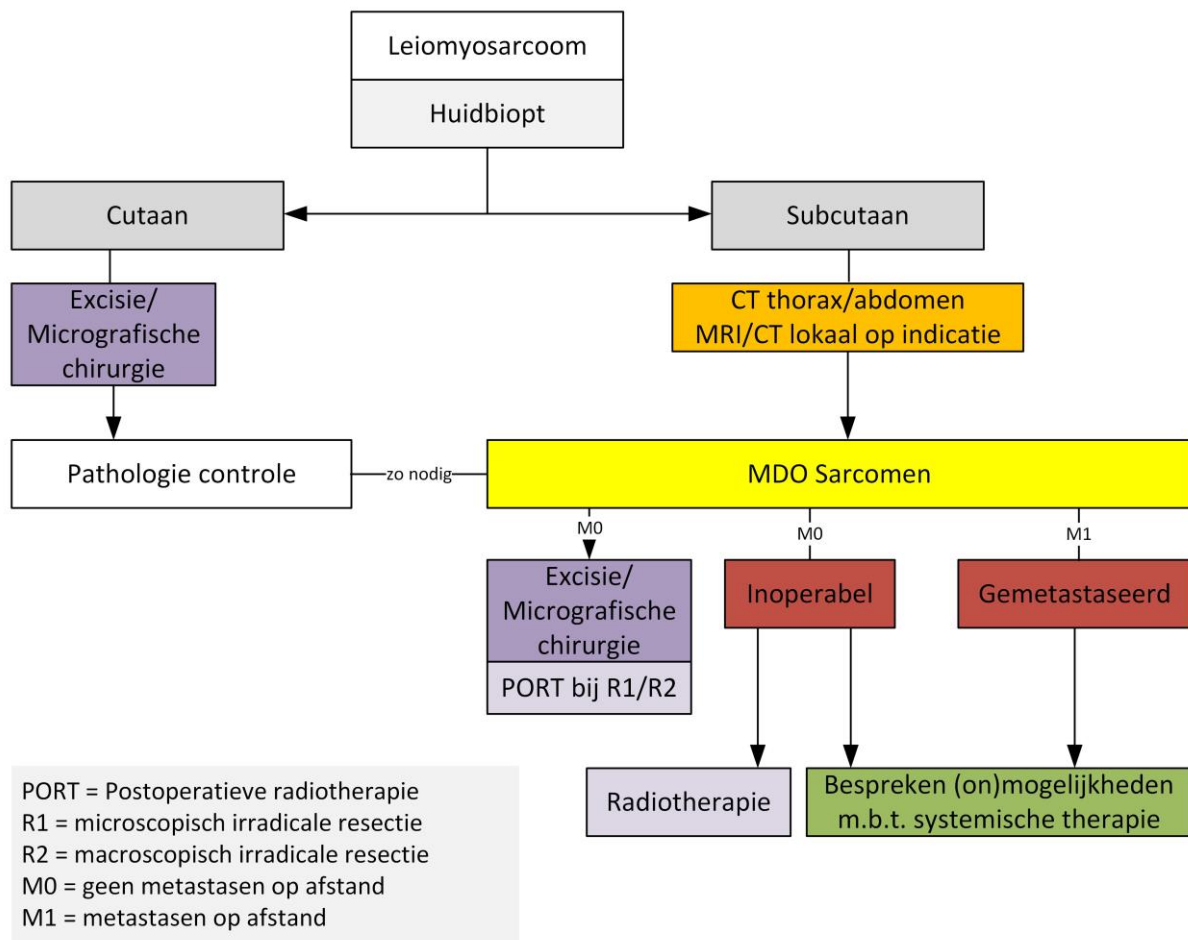 Leiomyosarcoom
Huidbiopt
Cutaan
Subcutaan
Excisie/
Micrografische
chirurgie
CT thorax/abdomen
MRI/CT lokaal op indicatie
Pathologie controle
zo nodig
MDO Sarcomen
M0
M0
M1
Excisie/
Micrografische
chirurgie
PORT bij R1/R2
Inoperabel
Gemetastaseerd
Radiotherapie
Bespreken (on)mogelijkheden
m.b.t. systemische therapie
PORT = Postoperatieve radiotherapie
R1 = microscopisch irradicale resectie
R2 = macroscopisch irradicale resectie
M0 = geen metastasen op afstand
M1 = metastasen op afstand